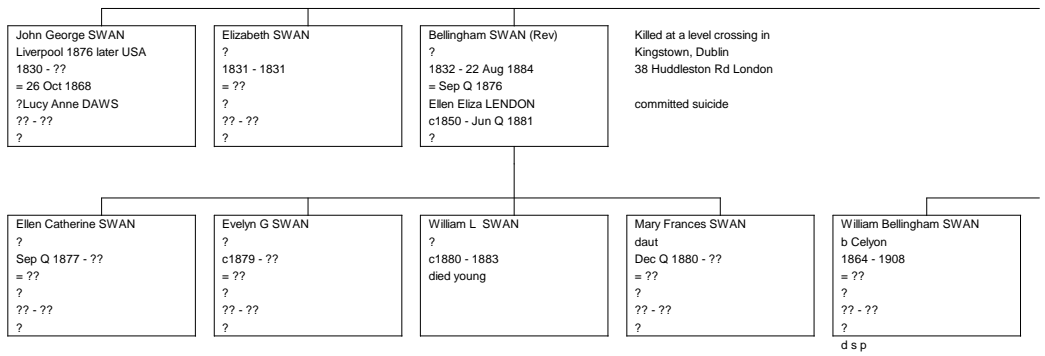 John George SWAN
Liverpool 1876 later USA
1830 - ??
= 26 Oct 1868
?Lucy Anne DAWS
?? - ??
?
Elizabeth SWAN
?
1831 - 1831
= ??
?
?? - ??
?
Bellingham SWAN (Rev)
?
1832 - 22 Aug 1884
= Sep Q 1876
Ellen Eliza LENDON
c1850 - Jun Q 1881
?
Killed at a level crossing in
Kingstown, Dublin
38 Huddleston Rd London
committed suicide
Ellen Catherine SWAN
?
Sep Q 1877 - ??
= ??
?
?? - ??
?
Evelyn G SWAN
?
c1879 - ??
= ??
?
?? - ??
?
William L SWAN
?
c1880 - 1883
died young
Mary Frances SWAN
daut
Dec Q 1880 - ??
= ??
?
?? - ??
?
William Bellingham SWAN
b Celyon
1864 - 1908
= ??
?
?? - ??
?
d s p